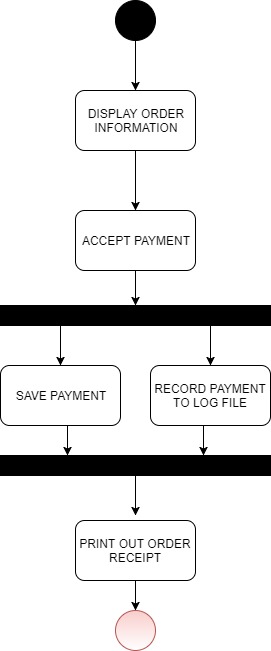 DISPLAY ORDER
INFORMATION
ACCEPT PAYMENT
SAVE PAYMENT
RECORD PAYMENT
TO LOG FILE
PRINT OUT ORDER
RECEIPT